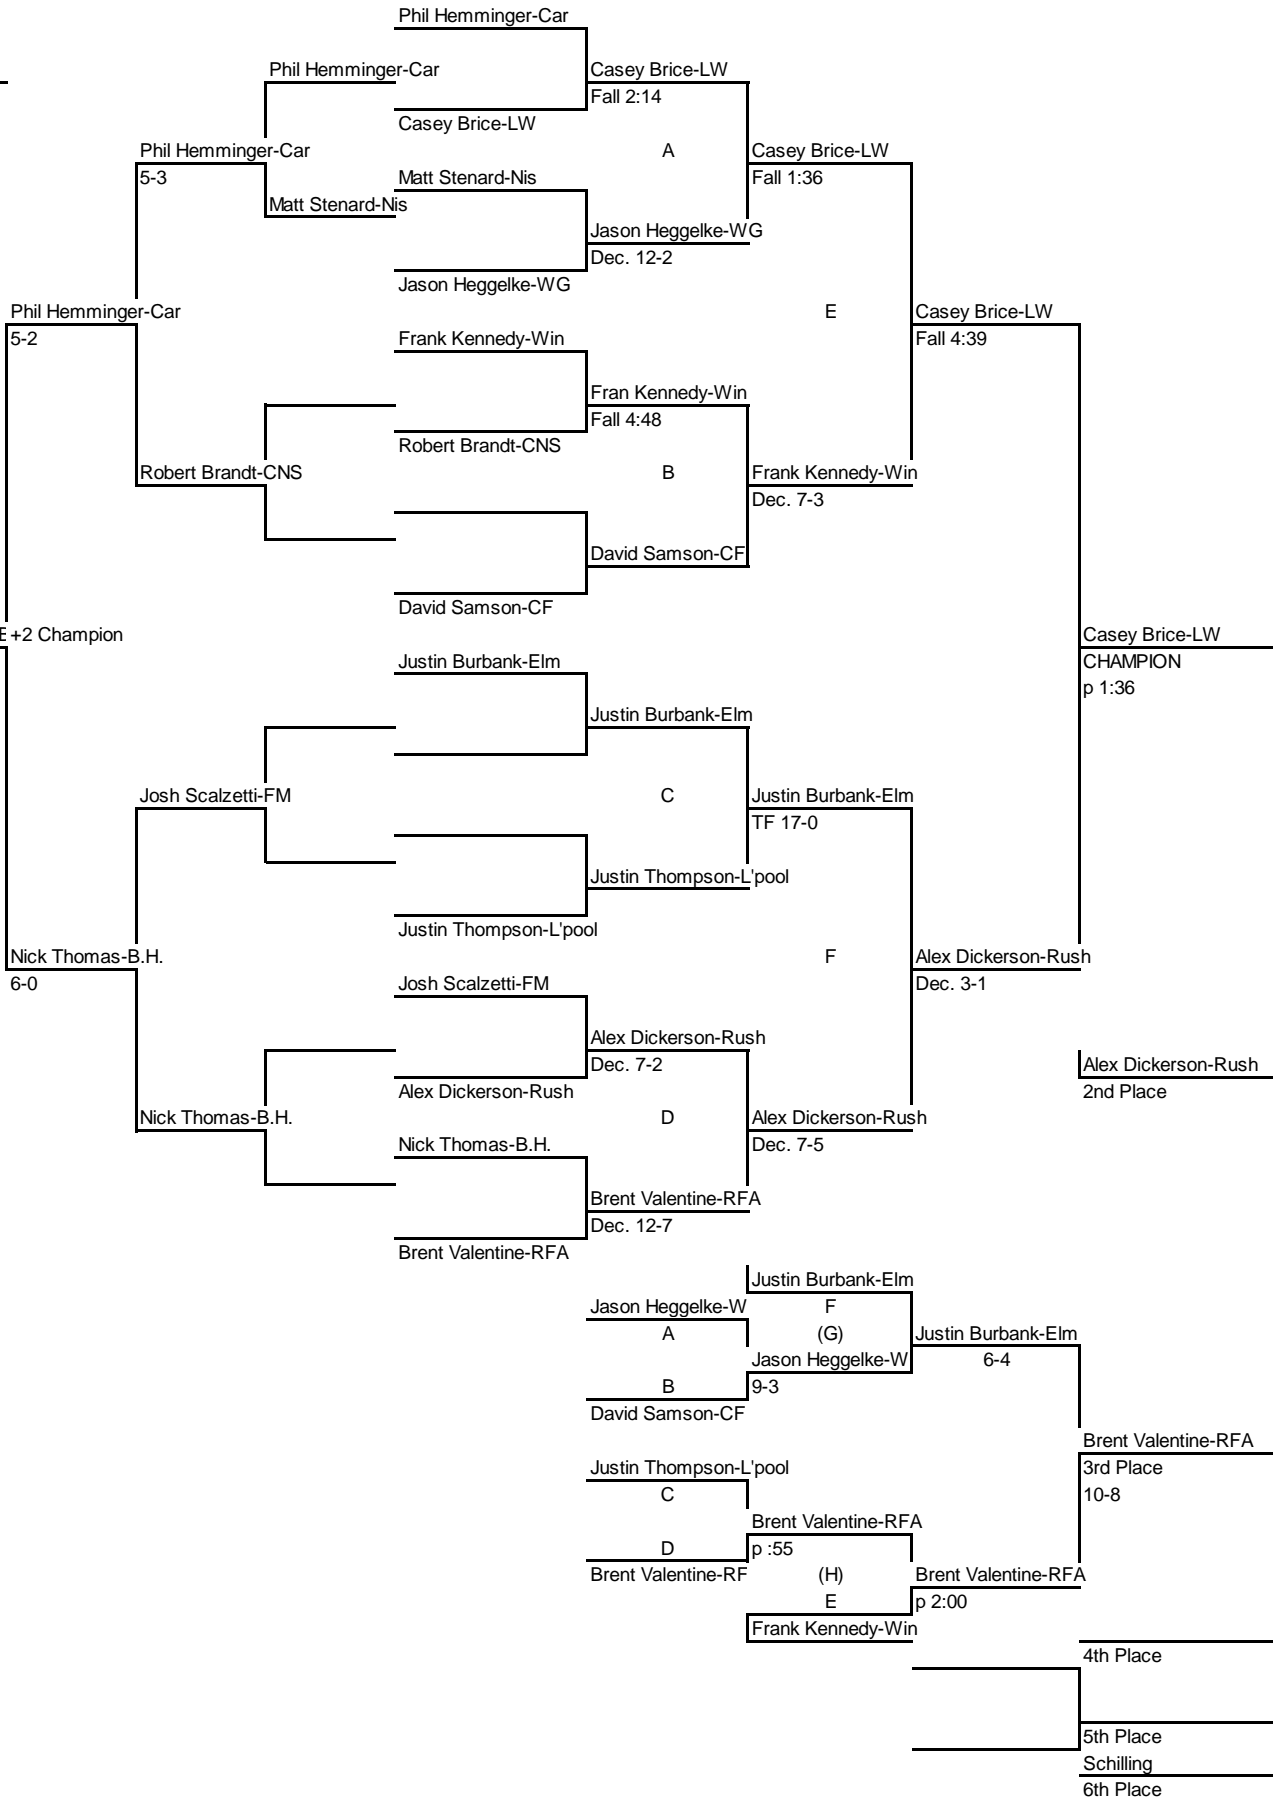 Phil Hemminger-Car
Phil Hemminger-Car
Casey Brice-LW
Fall 2:14
Casey Brice-LW
Phil Hemminger-Car
A
Casey Brice-LW
5-3
Matt Stenard-Nis
Fall 1:36
Matt Stenard-Nis
Jason Heggelke-WG
Dec. 12-2
Jason Heggelke-WG
Phil Hemminger-Car
E
Casey Brice-LW
5-2
Frank Kennedy-Win
Fall 4:39
Fran Kennedy-Win
Fall 4:48
Robert Brandt-CNS
Robert Brandt-CNS
B
Frank Kennedy-Win
Dec. 7-3
David Samson-CF
David Samson-CF
E +2 Champion
Casey Brice-LW
Justin Burbank-Elm
CHAMPION
p 1:36
Justin Burbank-Elm
Josh Scalzetti-FM
C
Justin Burbank-Elm
TF 17-0
Justin Thompson-L'pool
Justin Thompson-L'pool
Nick Thomas-B.H.
F
Alex Dickerson-Rush
6-0
Josh Scalzetti-FM
Dec. 3-1
Alex Dickerson-Rush
Dec. 7-2
Alex Dickerson-Rush
Alex Dickerson-Rush
2nd Place
Nick Thomas-B.H.
D
Alex Dickerson-Rush
Nick Thomas-B.H.
Dec. 7-5
Brent Valentine-RFA
Dec. 12-7
Brent Valentine-RFA
Justin Burbank-Elm
Jason Heggelke-W
F
A
(G)
Justin Burbank-Elm
Jason Heggelke-W
6-4
B
9-3
David Samson-CF
Brent Valentine-RFA
Justin Thompson-L'pool
3rd Place
C
10-8
Brent Valentine-RFA
D
p :55
Brent Valentine-RF
(H)
Brent Valentine-RFA
E
p 2:00
Frank Kennedy-Win
4th Place
5th Place
Schilling
6th Place